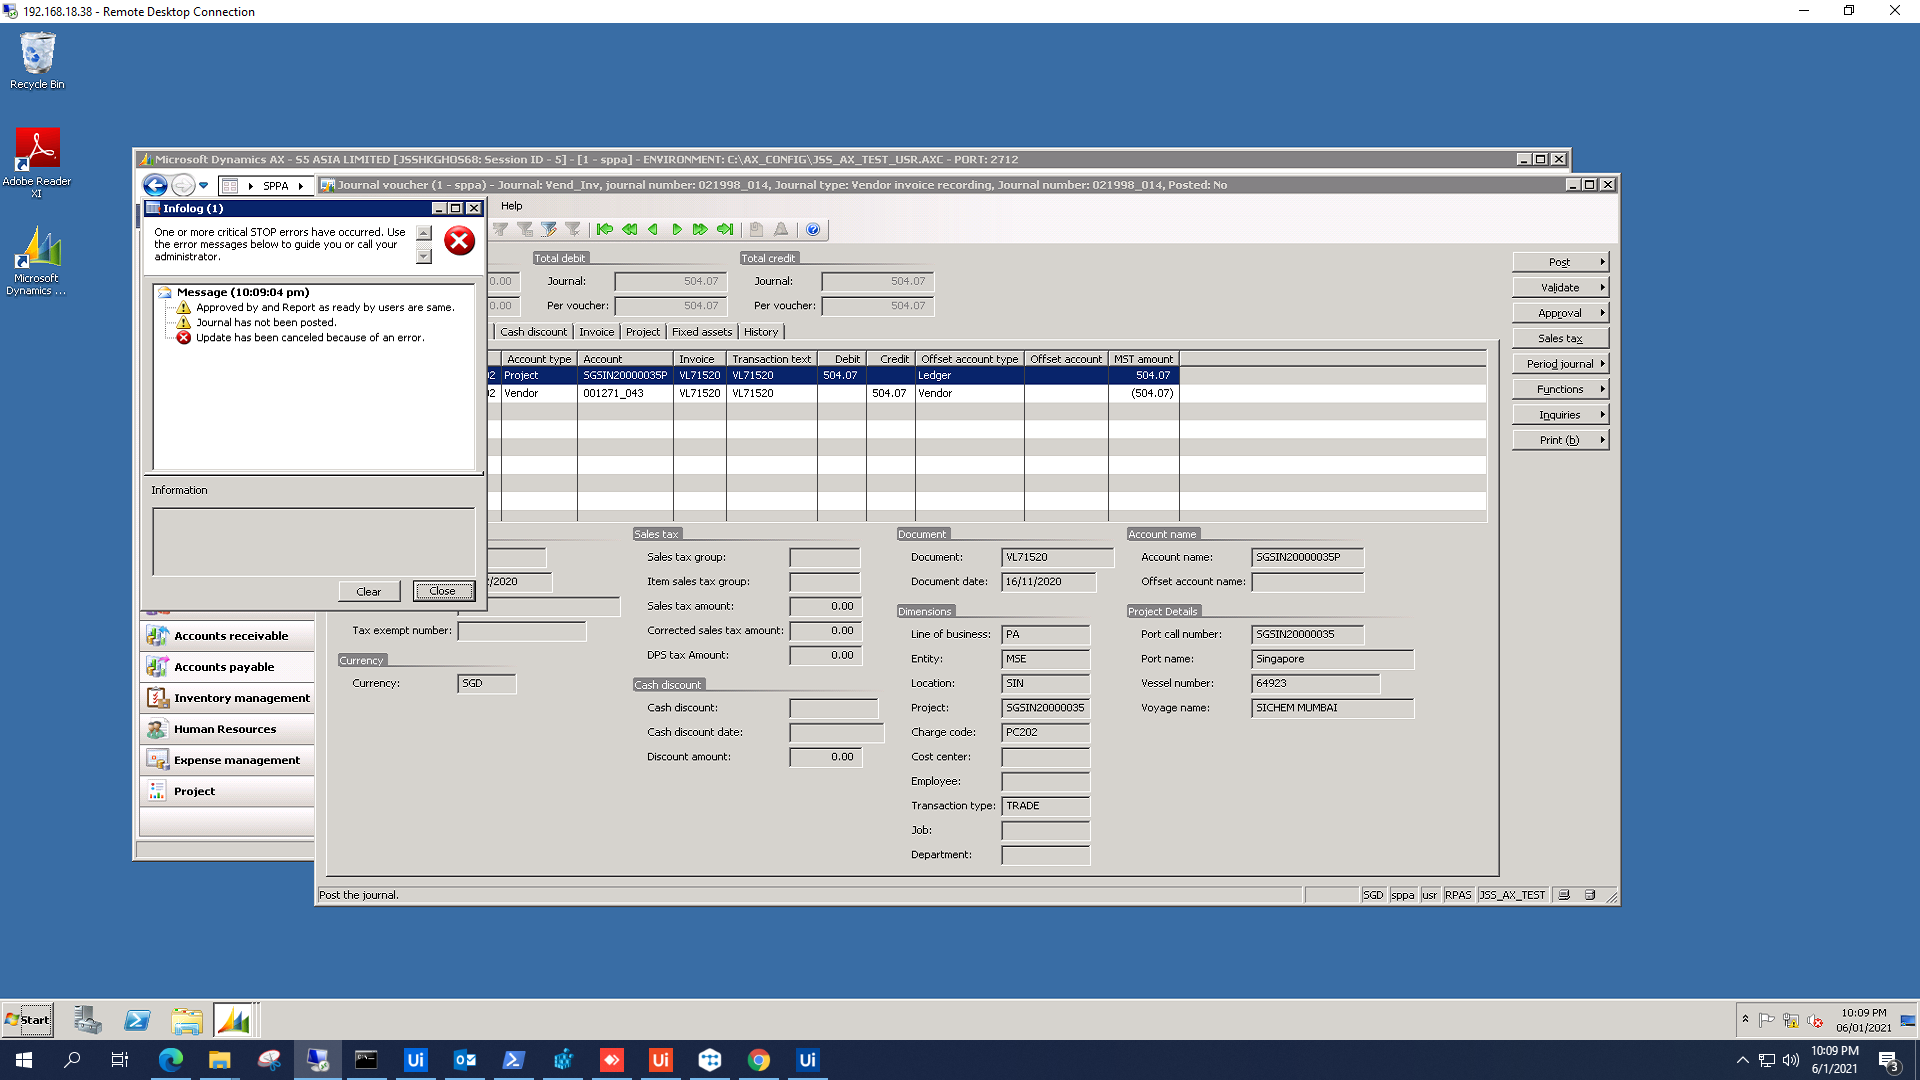 192.168.18.38 - Remote Desktop Connection
Recycle Bin
Adobe Reader
XI
Microsoft
Dynamics ...
Microsoft Dynamics AX - S5 ASIA LIMITED [JSSHKGHOS68: Session ID - 5] - [1 - sppa] - ENVIRONMENT: C:\AX_CONFIG\JSS_AX_TEST_USR.AXC - PORT: 2712
SPPA
Journal voucher (1 - sppa) - Journal: Vend_Inv, journal number: 021998_014, Journal type: Vendor invoice recording, Journal number: 021998_014, Posted: No
Infolog (1)
One or more critical STOP errors have occurred. Use
the error messages below to guide you or call your
administrator.
Message (10:09:04 pm)
Approved by and Report as ready by users are same.
Journal has not been posted.
Update has been canceled because of an error.
Information
Clear
Close
Help
Total debit
Total credit
0.00
Journal:
504.07
Journal:
504.07
0.00
Per voucher:
504.07
Per voucher:
504.07
Cash discount
Invoice
Project
Fixed assets
History
Account type
Account
Invoice
Transaction text
Debit
Credit
Offset account type
Offset account
MST amount
02 Project SGSIN20000035P VL71520 VL71520 504.07 Ledger 504.07
02 Vendor 001271_043 VL71520 VL71520 504.07 Vendor (504.07)
Post
Validate
Approval
Sales tax
Period journal
Functions
Inquiries
Print (b)
2/2020
Tax exempt number:
Currency
Currency:
SGD
Sales tax
Sales tax group:
Item sales tax group:
Sales tax amount:
0.00
Corrected sales tax amount:
0.00
DPS tax Amount:
0.00
Cash discount
Cash discount:
Cash discount date:
Discount amount:
0.00
Document
Document:
VL71520
Document date:
16/11/2020
Dimensions
Line of business:
PA
Entity:
MSE
Location:
SIN
Project:
SGSIN20000035
Charge code:
PC202
Cost center:
Employee:
Transaction type:
TRADE
Job:
Department:
Account name
Account name:
SGSIN20000035P
Offset account name:
Project Details
Port call number:
SGSIN20000035
Port name:
Singapore
Vessel number:
64923
Voyage name:
SICHEM MUMBAI
Accounts receivable
Accounts payable
Inventory management
Human Resources
Expense management
Project
Post the journal.
SGD
sppa
usr
RPAS
JSS_AX_TEST
Start
10:09 PM
06/01/2021
Ui
Ui
Ui
10:09 PM
6/1/2021
3